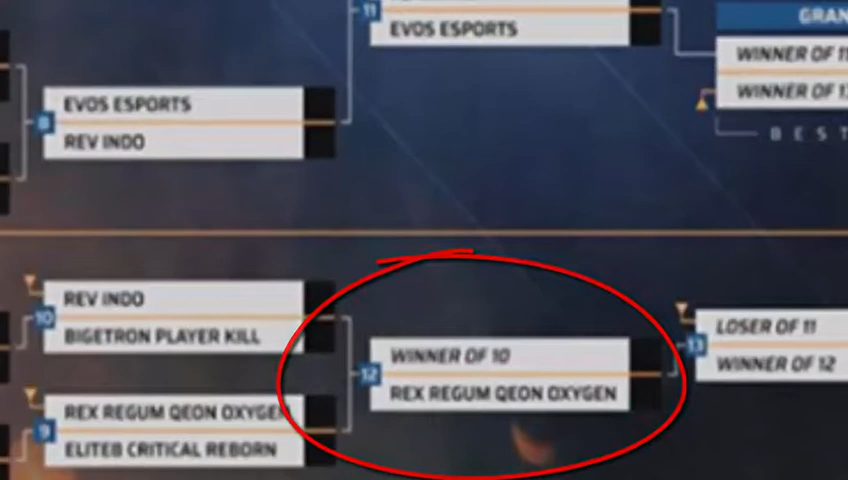 11
EVOS ESPORTS
GRAN
WINNER OF 11
WINNER OF 13
BEST
8
EVOS ESPORTS
REV INDO
10
REV INDO
BIGETRON PLAYER KILL
9
REX REGUM QEON OXYGEN
ELITE8 CRITICAL REBORN
12
WINNER OF 10
REX REGUM QEON OXYGEN
13
LOSER OF 11
WINNER OF 12